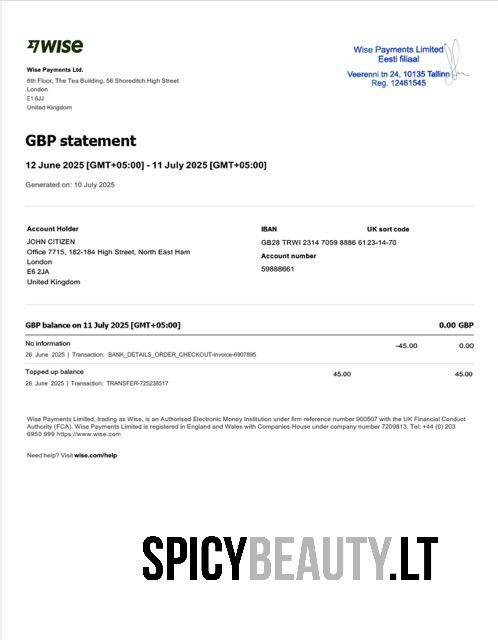 wise
Wise Payments Limited
Eesti filiaal
Veerenni tn 24, 10135 Tallinn
Reg. 12461545
Wise Payments Ltd.
6th Floor, The Tea Building, 56 Shoreditch High Street
London
E1 6JJ
United Kingdom
GBP statement
12 June 2025 [GMT+05:00] - 11 July 2025 [GMT+05:00]
Generated on: 10 July 2025
Account Holder
JOHN CITIZEN
Office 7715, 182-184 High Street, North East Ham
London
E6 2JA
United Kingdom
IBAN UK sort code
GB28 TRWI 2314 7059 8886 61 23-14-70
Account number
59888661
GBP balance on 11 July 2025 [GMT+05:00] 0.00 GBP
No information -45.00 0.00
26 June 2025 | Transaction: BANK_DETAILS_ORDER_CHECKOUT-invoice-6907895
Topped up balance 45.00 45.00
26 June 2025 | Transaction: TRANSFER-725238517
Wise Payments Limited, trading as Wise, is an Authorised Electronic Money Institution under firm reference number 900507 with the UK Financial Conduct
Authority (FCA). Wise Payments Limited is registered in England and Wales with Companies House under company number 7209813. Tel: +44 (0) 203
6950 999 https://www.wise.com
Need help? Visit wise.com/help
SPICYBEAUTY.LT